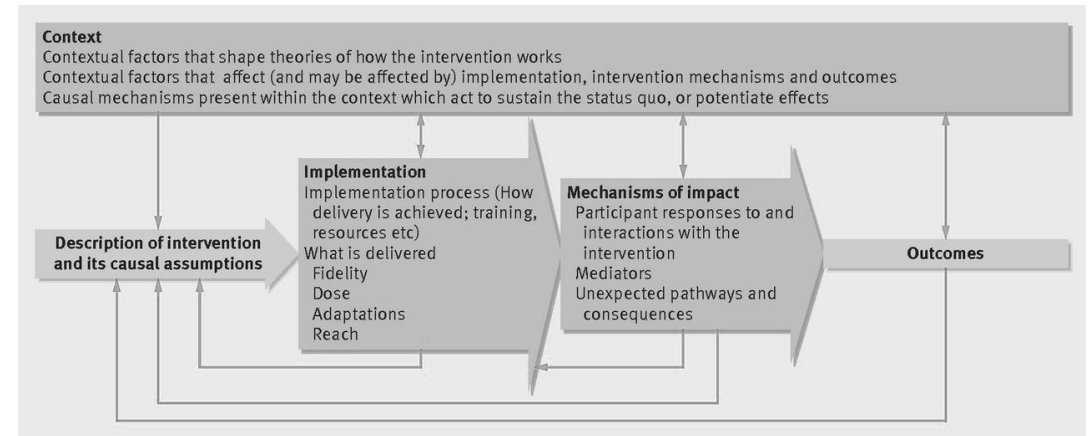 Context
Contextual factors that shape theories of how the intervention works
Contextual factors that affect (and may be affected by) implementation, intervention mechanisms and outcomes
Causal mechanisms present within the context which act to sustain the status quo, or potentiate effects
Description of intervention
and its causal assumptions
Implementation
Implementation process (How
delivery is achieved; training,
resources etc)
What is delivered
Fidelity
Dose
Adaptations
Reach
Mechanisms of impact
Participant responses to and
interactions with the
intervention
Mediators
Unexpected pathways and
consequences
Outcomes